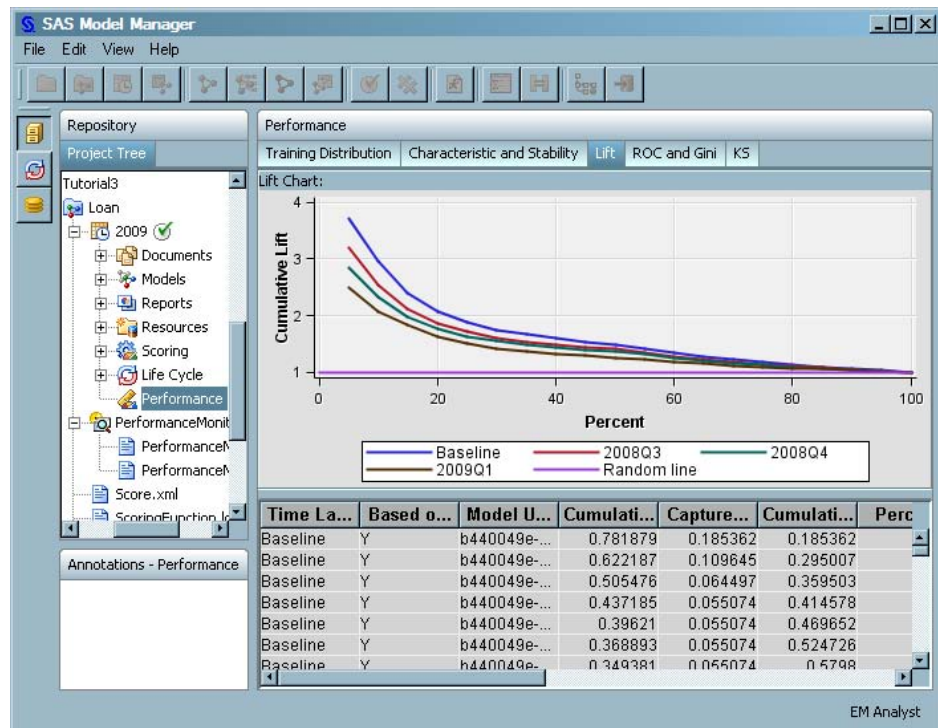 SAS Model Manager
File Edit View Help
Repository
Project Tree
Tutorial3
Loan
2009
Documents
Models
Reports
Resources
Scoring
Life Cycle
Performance
PerformanceMonit
PerformanceM
PerformanceM
Score.xml
ScoringFunction.lo
Annotations - Performance
Performance
Training Distribution Characteristic and Stability Lift ROC and Gini KS
Lift Chart:
Cumulative Lift
4
3
2
1
0 20 40 60 80 100
Percent
Baseline 2008Q3 2008Q4
2009Q1 Random line
Time La... Based o... Model U... Cumulati... Capture... Cumulati... Perc
Baseline Y b440049e-... 0.781879 0.185362 0.185362
Baseline Y b440049e-... 0.622187 0.109645 0.295007
Baseline Y b440049e-... 0.505476 0.064497 0.359503
Baseline Y b440049e-... 0.437185 0.055074 0.414578
Baseline Y b440049e-... 0.39621 0.055074 0.469652
Baseline Y b440049e-... 0.368893 0.055074 0.524726
Baseline Y b440049e-... 0.349381 0.055074 0.5798
EM Analyst